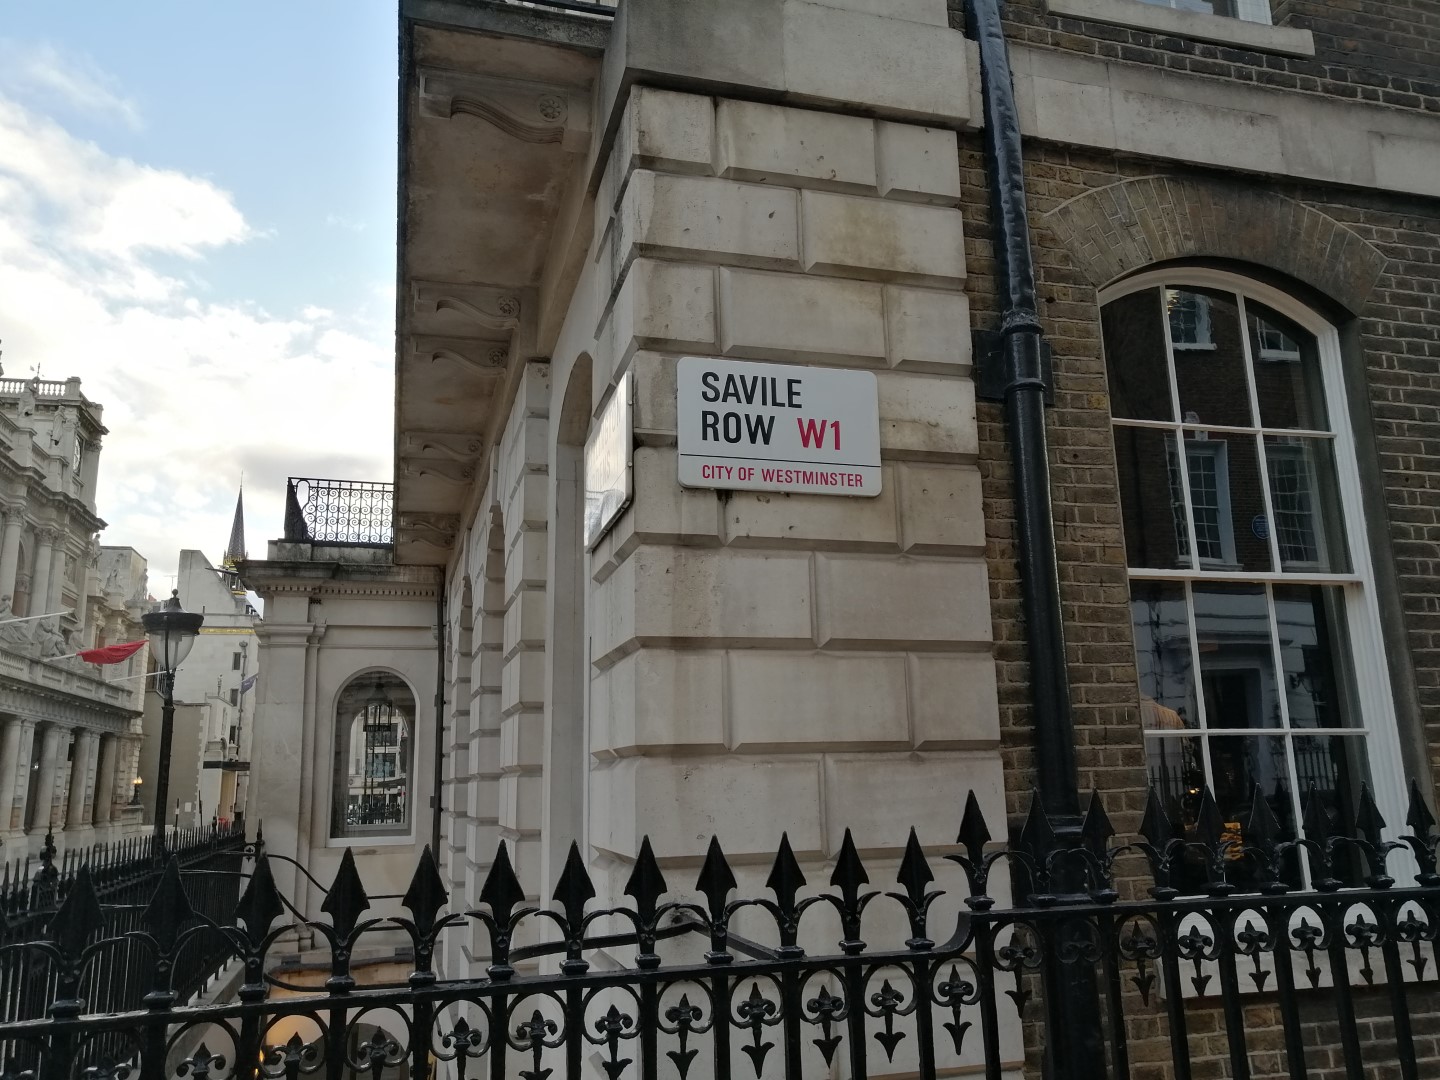 SAVILE
ROW W1
CITY OF WESTMINSTER